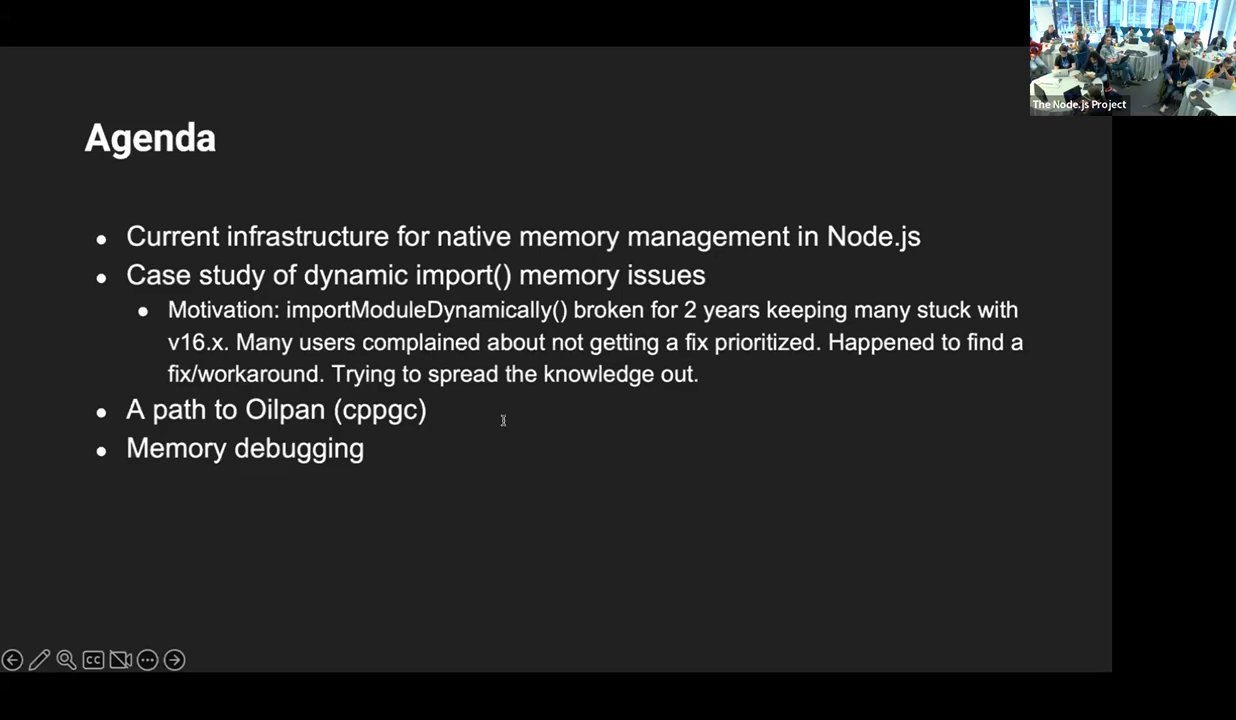 The Node.js Project
Agenda
Current infrastructure for native memory management in Node.js
Case study of dynamic import() memory issues
Motivation: importModuleDynamically() broken for 2 years keeping many stuck with
v16.x. Many users complained about not getting a fix prioritized. Happened to find a
fix/workaround. Trying to spread the knowledge out.
A path to Oilpan (cppgc)
Memory debugging
CC